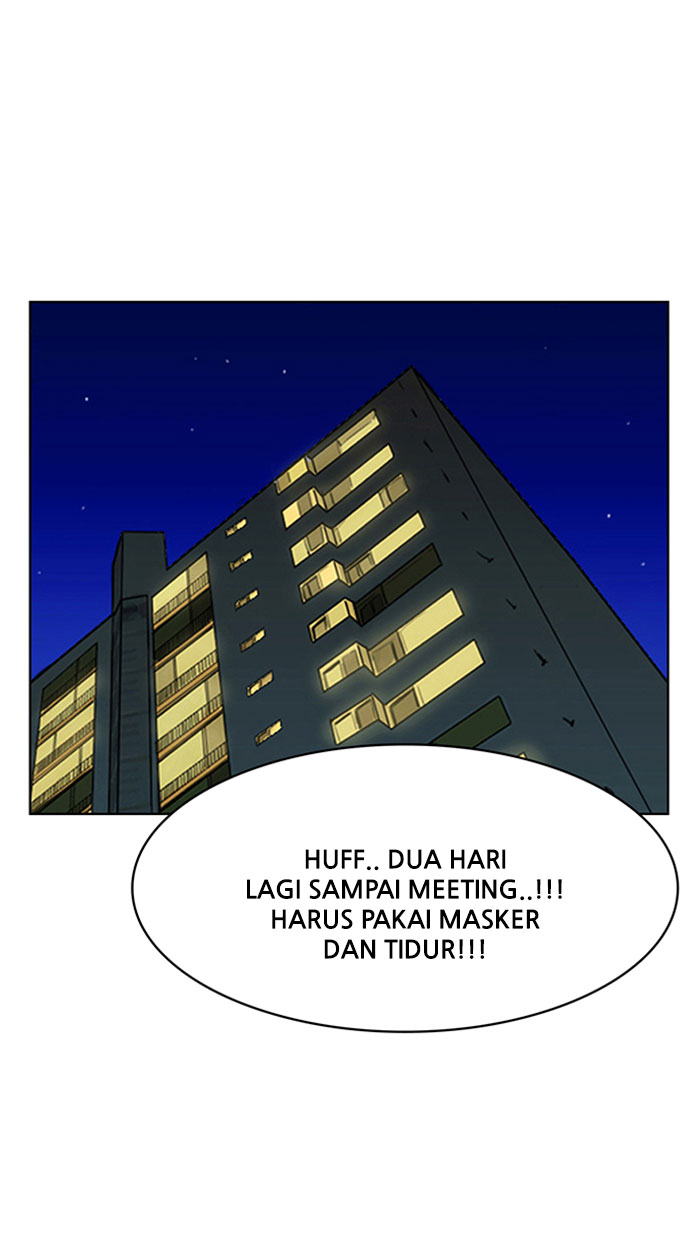 HUFF.. DUA HARI
LAGI SAMPAI MEETING..!!!
HARUS PAKAI MASKER
DAN TIDUR!!!